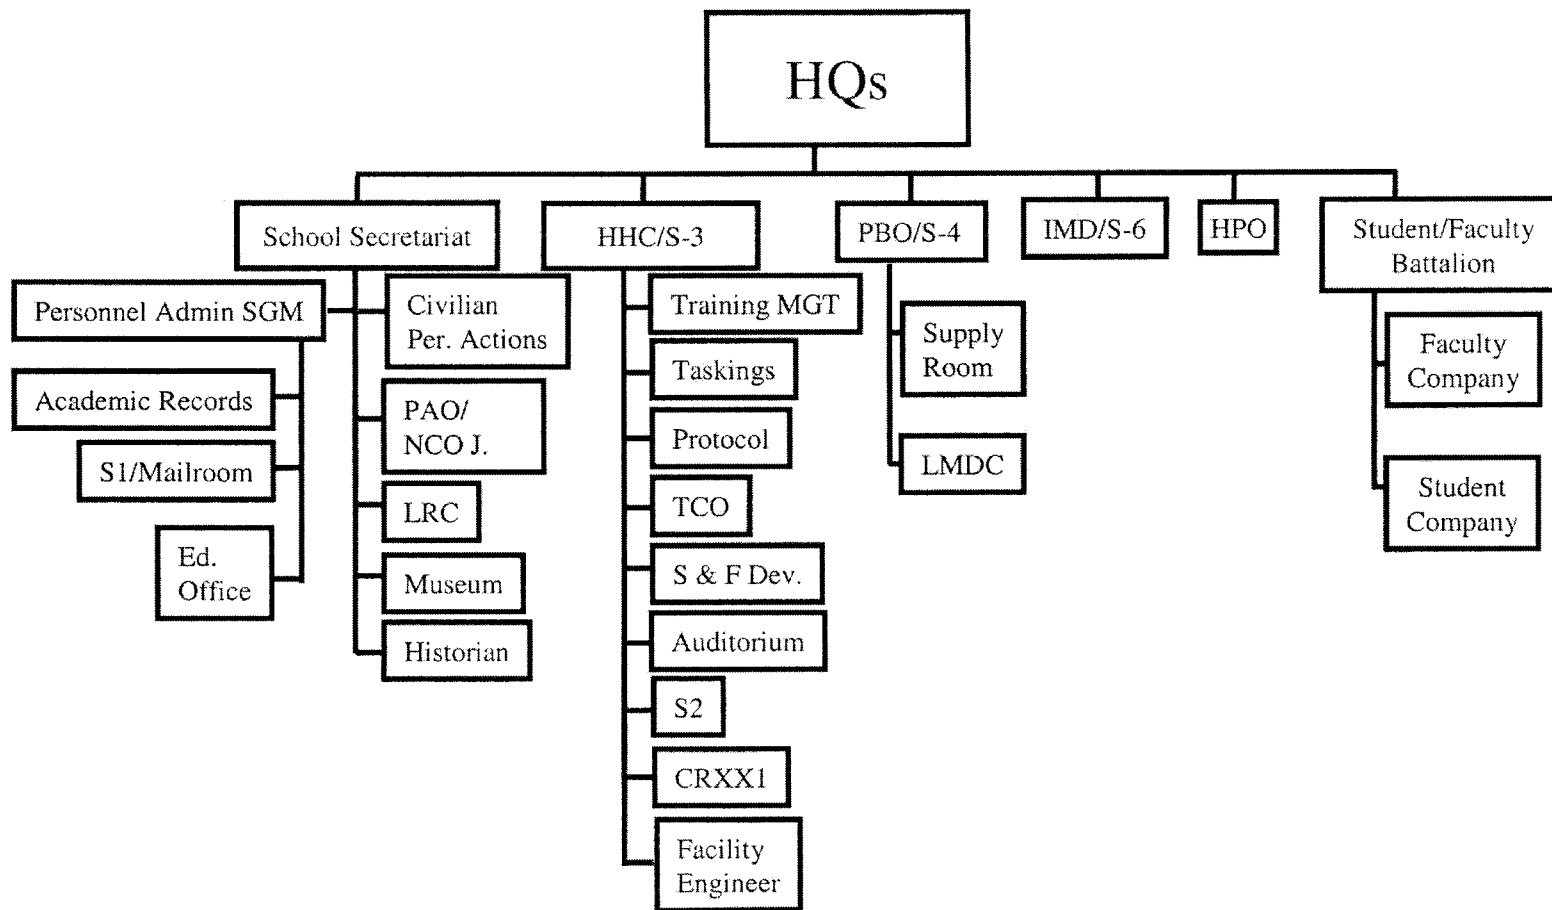 HQs
School Secretariat
HHC/S-3
PBO/S-4
IMD/S-6
HPO
Student/Faculty
Battalion
Personnel Admin SGM
Academic Records
S1/Mailroom
Ed.
Office
Civilian
Per. Actions
PAO/
NCO J.
LRC
Museum
Historian
Training MGT
Taskings
Protocol
TCO
S & F Dev.
Auditorium
S2
CRXX1
Facility
Engineer
Supply
Room
LMDC
Faculty
Company
Student
Company